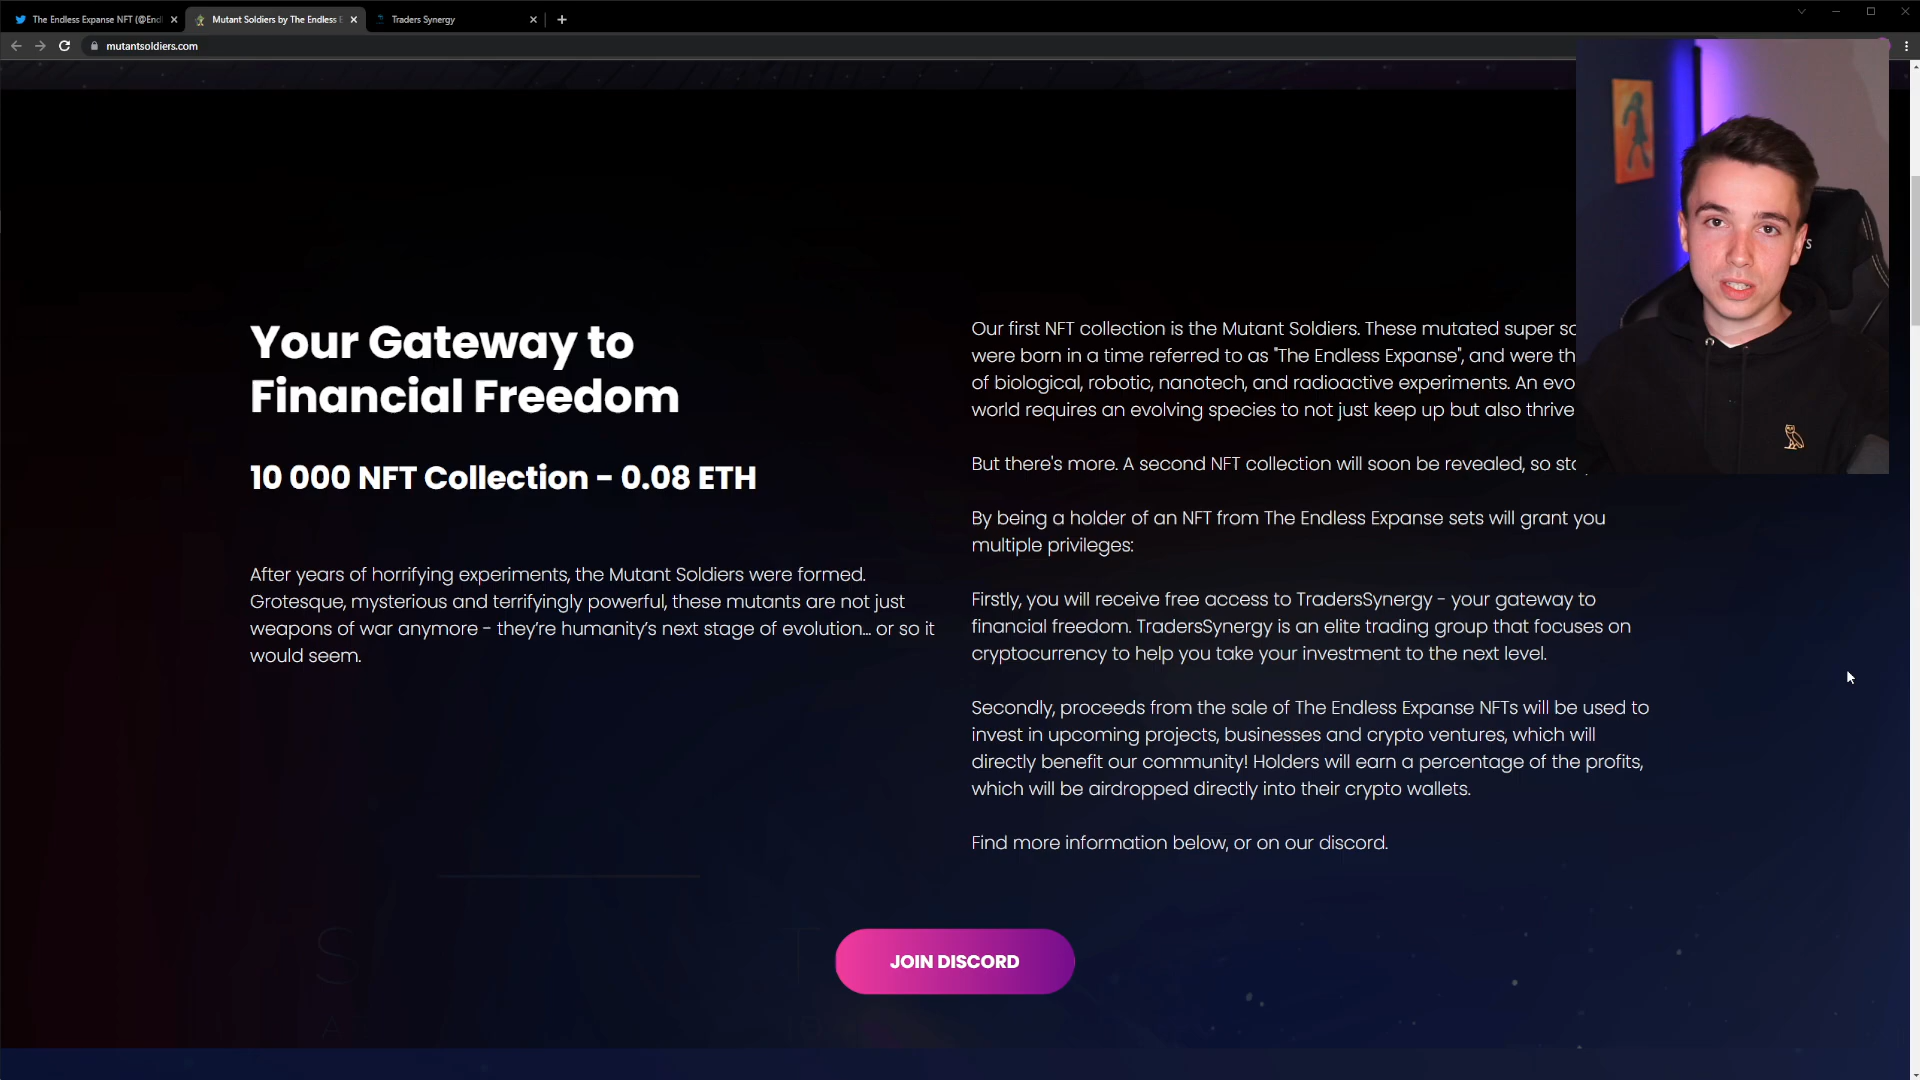 The Endless Expanse NFT (@End
Mutant Soldiers by The Endless E
Traders Synergy
mutantsoldiers.com
Your Gateway to
Financial Freedom
10 000 NFT Collection - 0.08 ETH
After years of horrifying experiments, the Mutant Soldiers were formed.
Grotesque, mysterious and terrifyingly powerful, these mutants are not just
weapons of war anymore - they're humanity's next stage of evolution... or so it
would seem.
Our first NFT collection is the Mutant Soldiers. These mutated super so
were born in a time referred to as "The Endless Expanse", and were th
of biological, robotic, nanotech, and radioactive experiments. An evo
world requires an evolving species to not just keep up but also thrive
But there's more. A second NFT collection will soon be revealed, so sta
By being a holder of an NFT from The Endless Expanse sets will grant you
multiple privileges:
Firstly, you will receive free access to TradersSynergy - your gateway to
financial freedom. TradersSynergy is an elite trading group that focuses on
cryptocurrency to help you take your investment to the next level.
Secondly, proceeds from the sale of The Endless Expanse NFTs will be used to
invest in upcoming projects, businesses and crypto ventures, which will
directly benefit our community! Holders will earn a percentage of the profits,
which will be airdropped directly into their crypto wallets.
Find more information below, or on our discord.
JOIN DISCORD